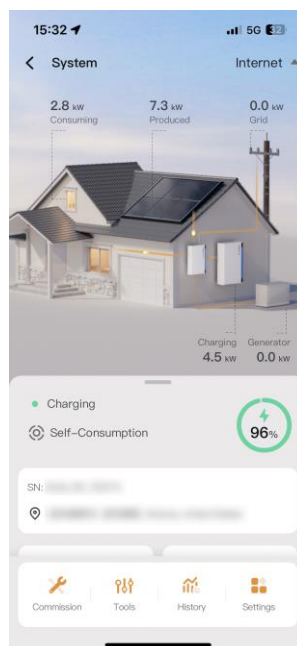 15:32 5G 32
System Internet
2.8 kW 7.3 kW 0.0 kW
Consuming Produced Grid
Charging Generator
4.5 kW 0.0 kW
Charging
Self-Consumption
96%
SN:
Commission Tools History Settings